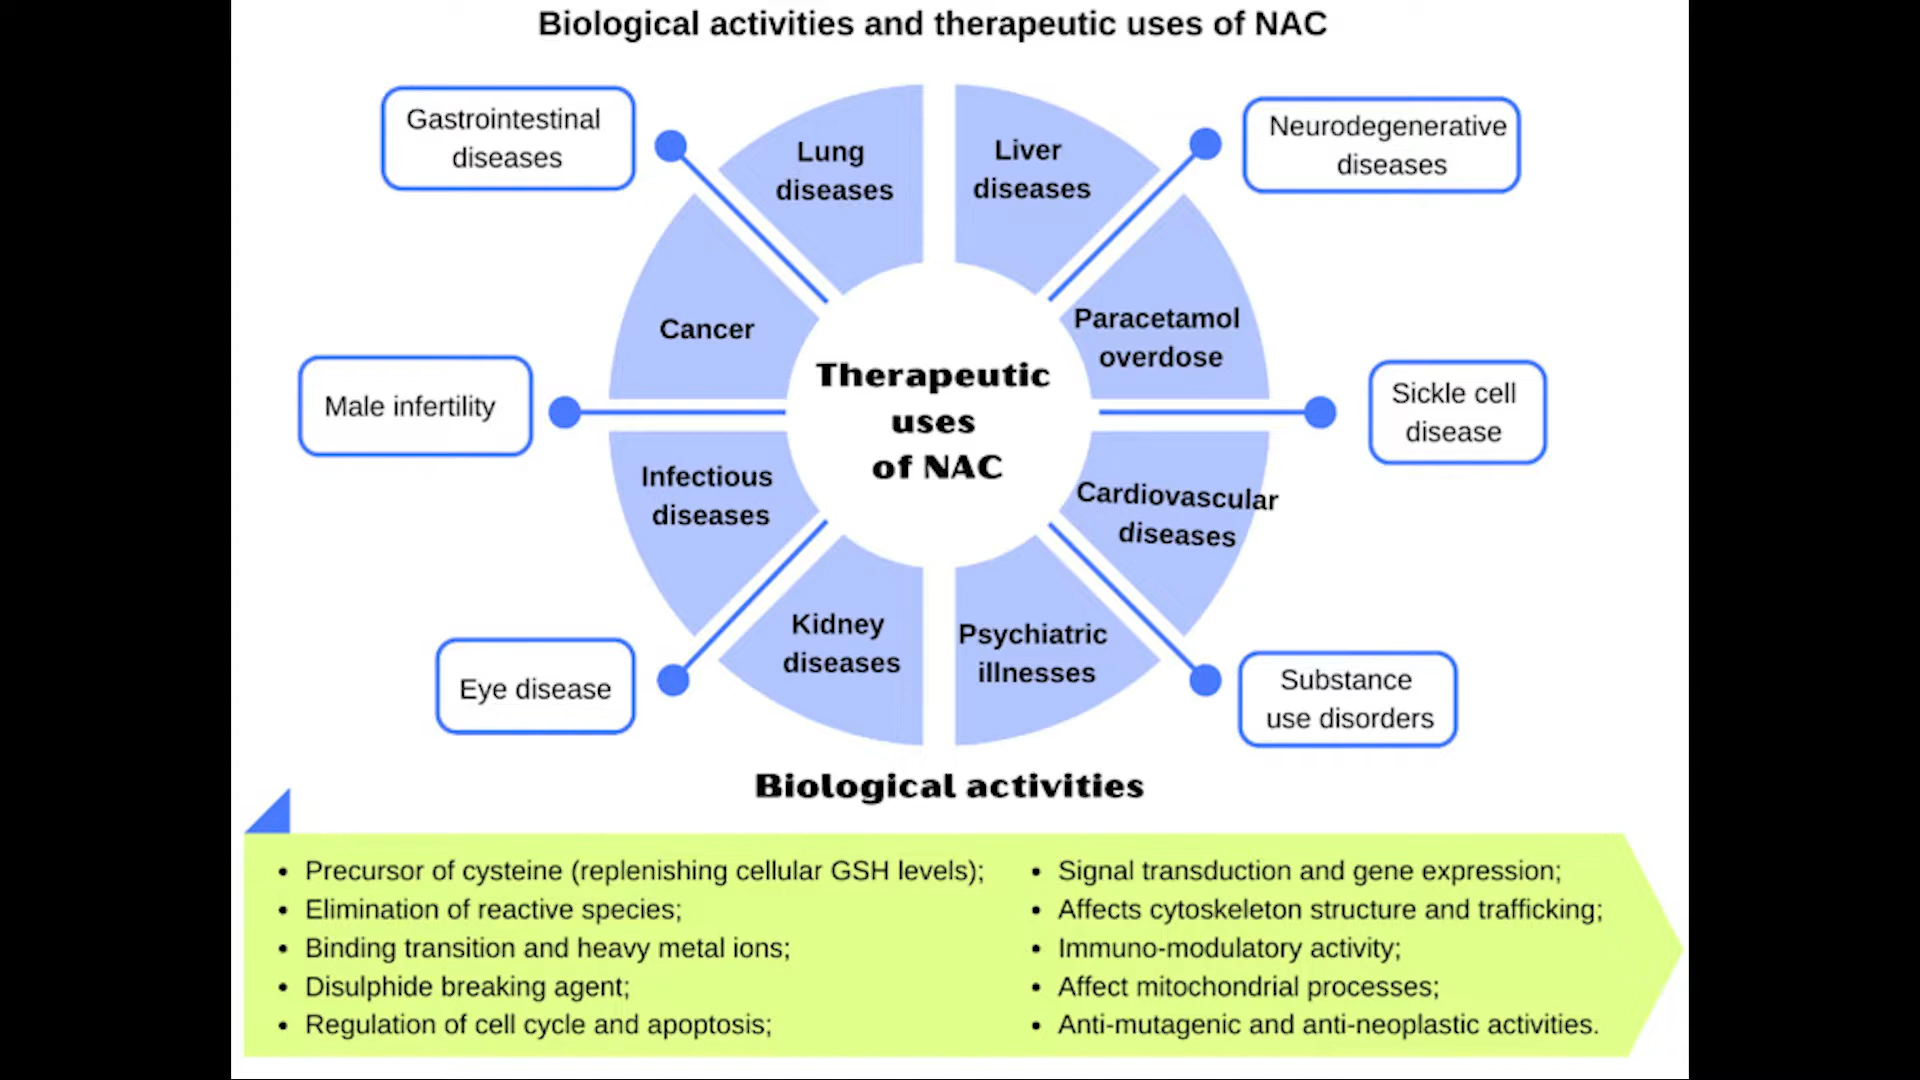 Biological activities and therapeutic uses of NAC
Gastrointestinal
diseases
Lung
diseases
Liver
diseases
Neurodegenerative
diseases
Cancer
Paracetamol
overdose
Male infertility
Therapeutic
uses
of NAC
Sickle cell
disease
Infectious
diseases
Cardiovascular
diseases
Eye disease
Kidney
diseases
Psychiatric
illnesses
Substance
use disorders
Biological activities
• Precursor of cysteine (replenishing cellular GSH levels);
• Elimination of reactive species;
• Binding transition and heavy metal ions;
• Disulphide breaking agent;
• Regulation of cell cycle and apoptosis;
• Signal transduction and gene expression;
• Affects cytoskeleton structure and trafficking;
• Immuno-modulatory activity;
• Affect mitochondrial processes;
• Anti-mutagenic and anti-neoplastic activities.